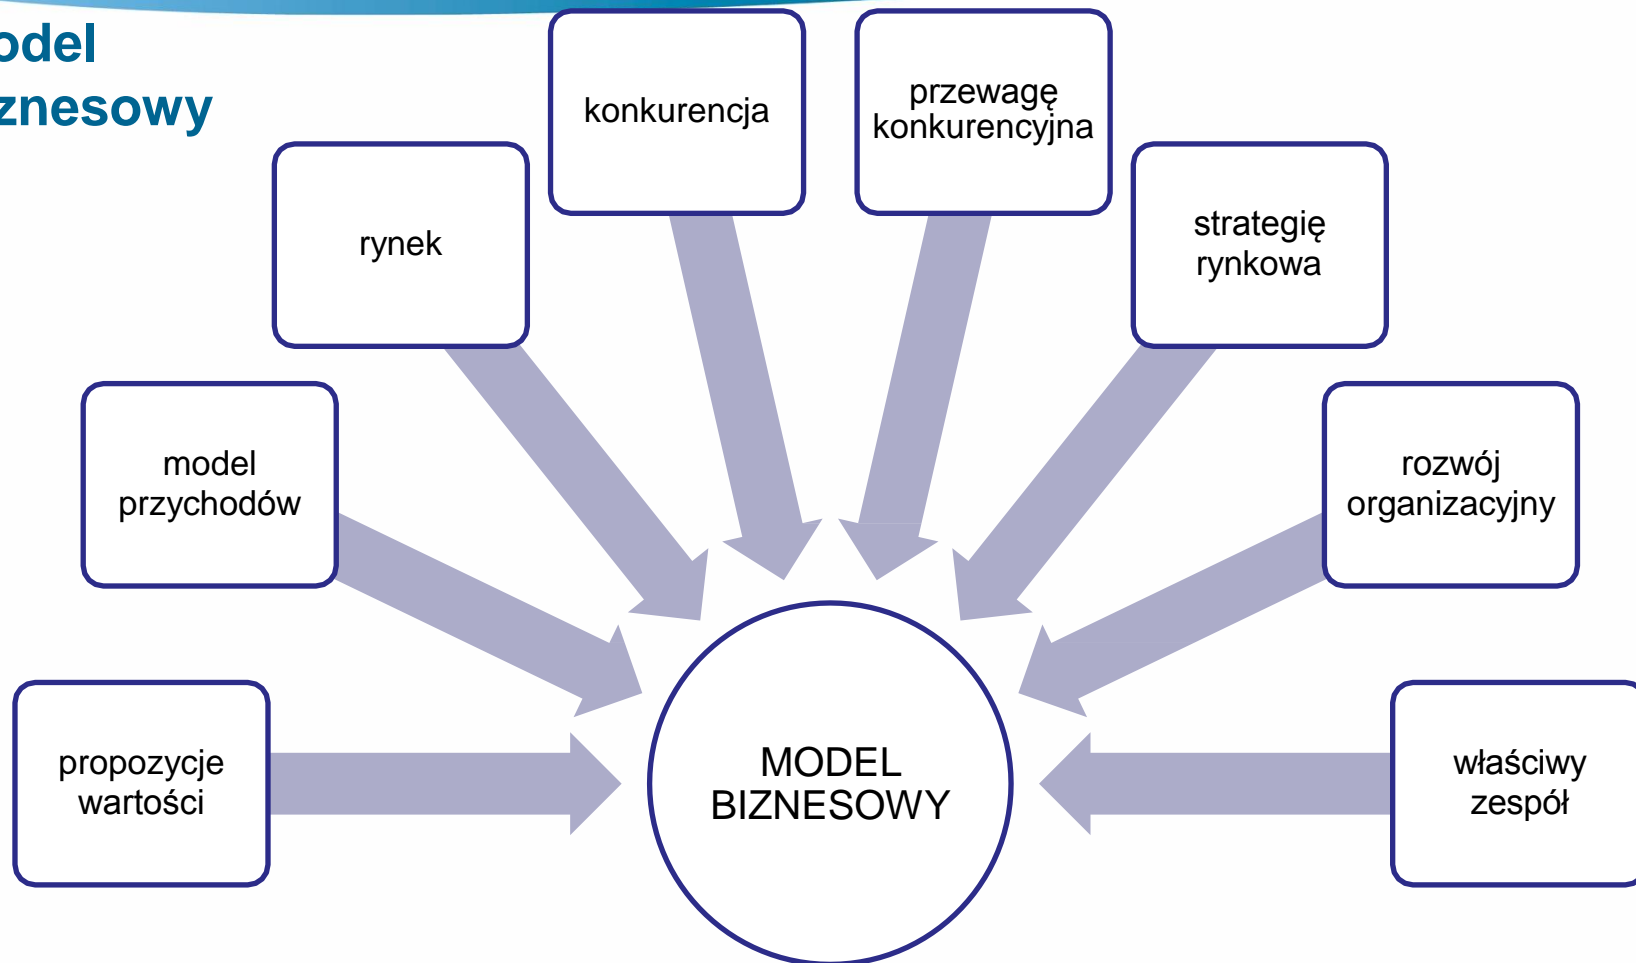 odel
znesowy
konkurencja
przewagę
konkurencyjna
rynek
strategię
rynkowa
model
przychodów
rozwój
organizacyjny
propozycje
wartości
MODEL
BIZNESOWY
właściwy
zespół